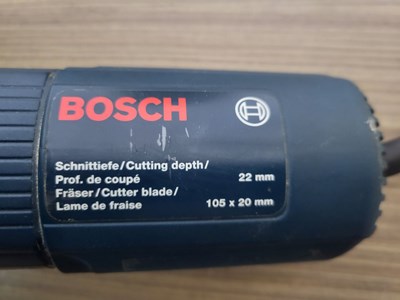 BOSCH
Schnittiefe/Cutting depth/
Prof. de coupé 22 mm
Fräser/Cutter blade/
Lame de fraise 105 x 20 mm